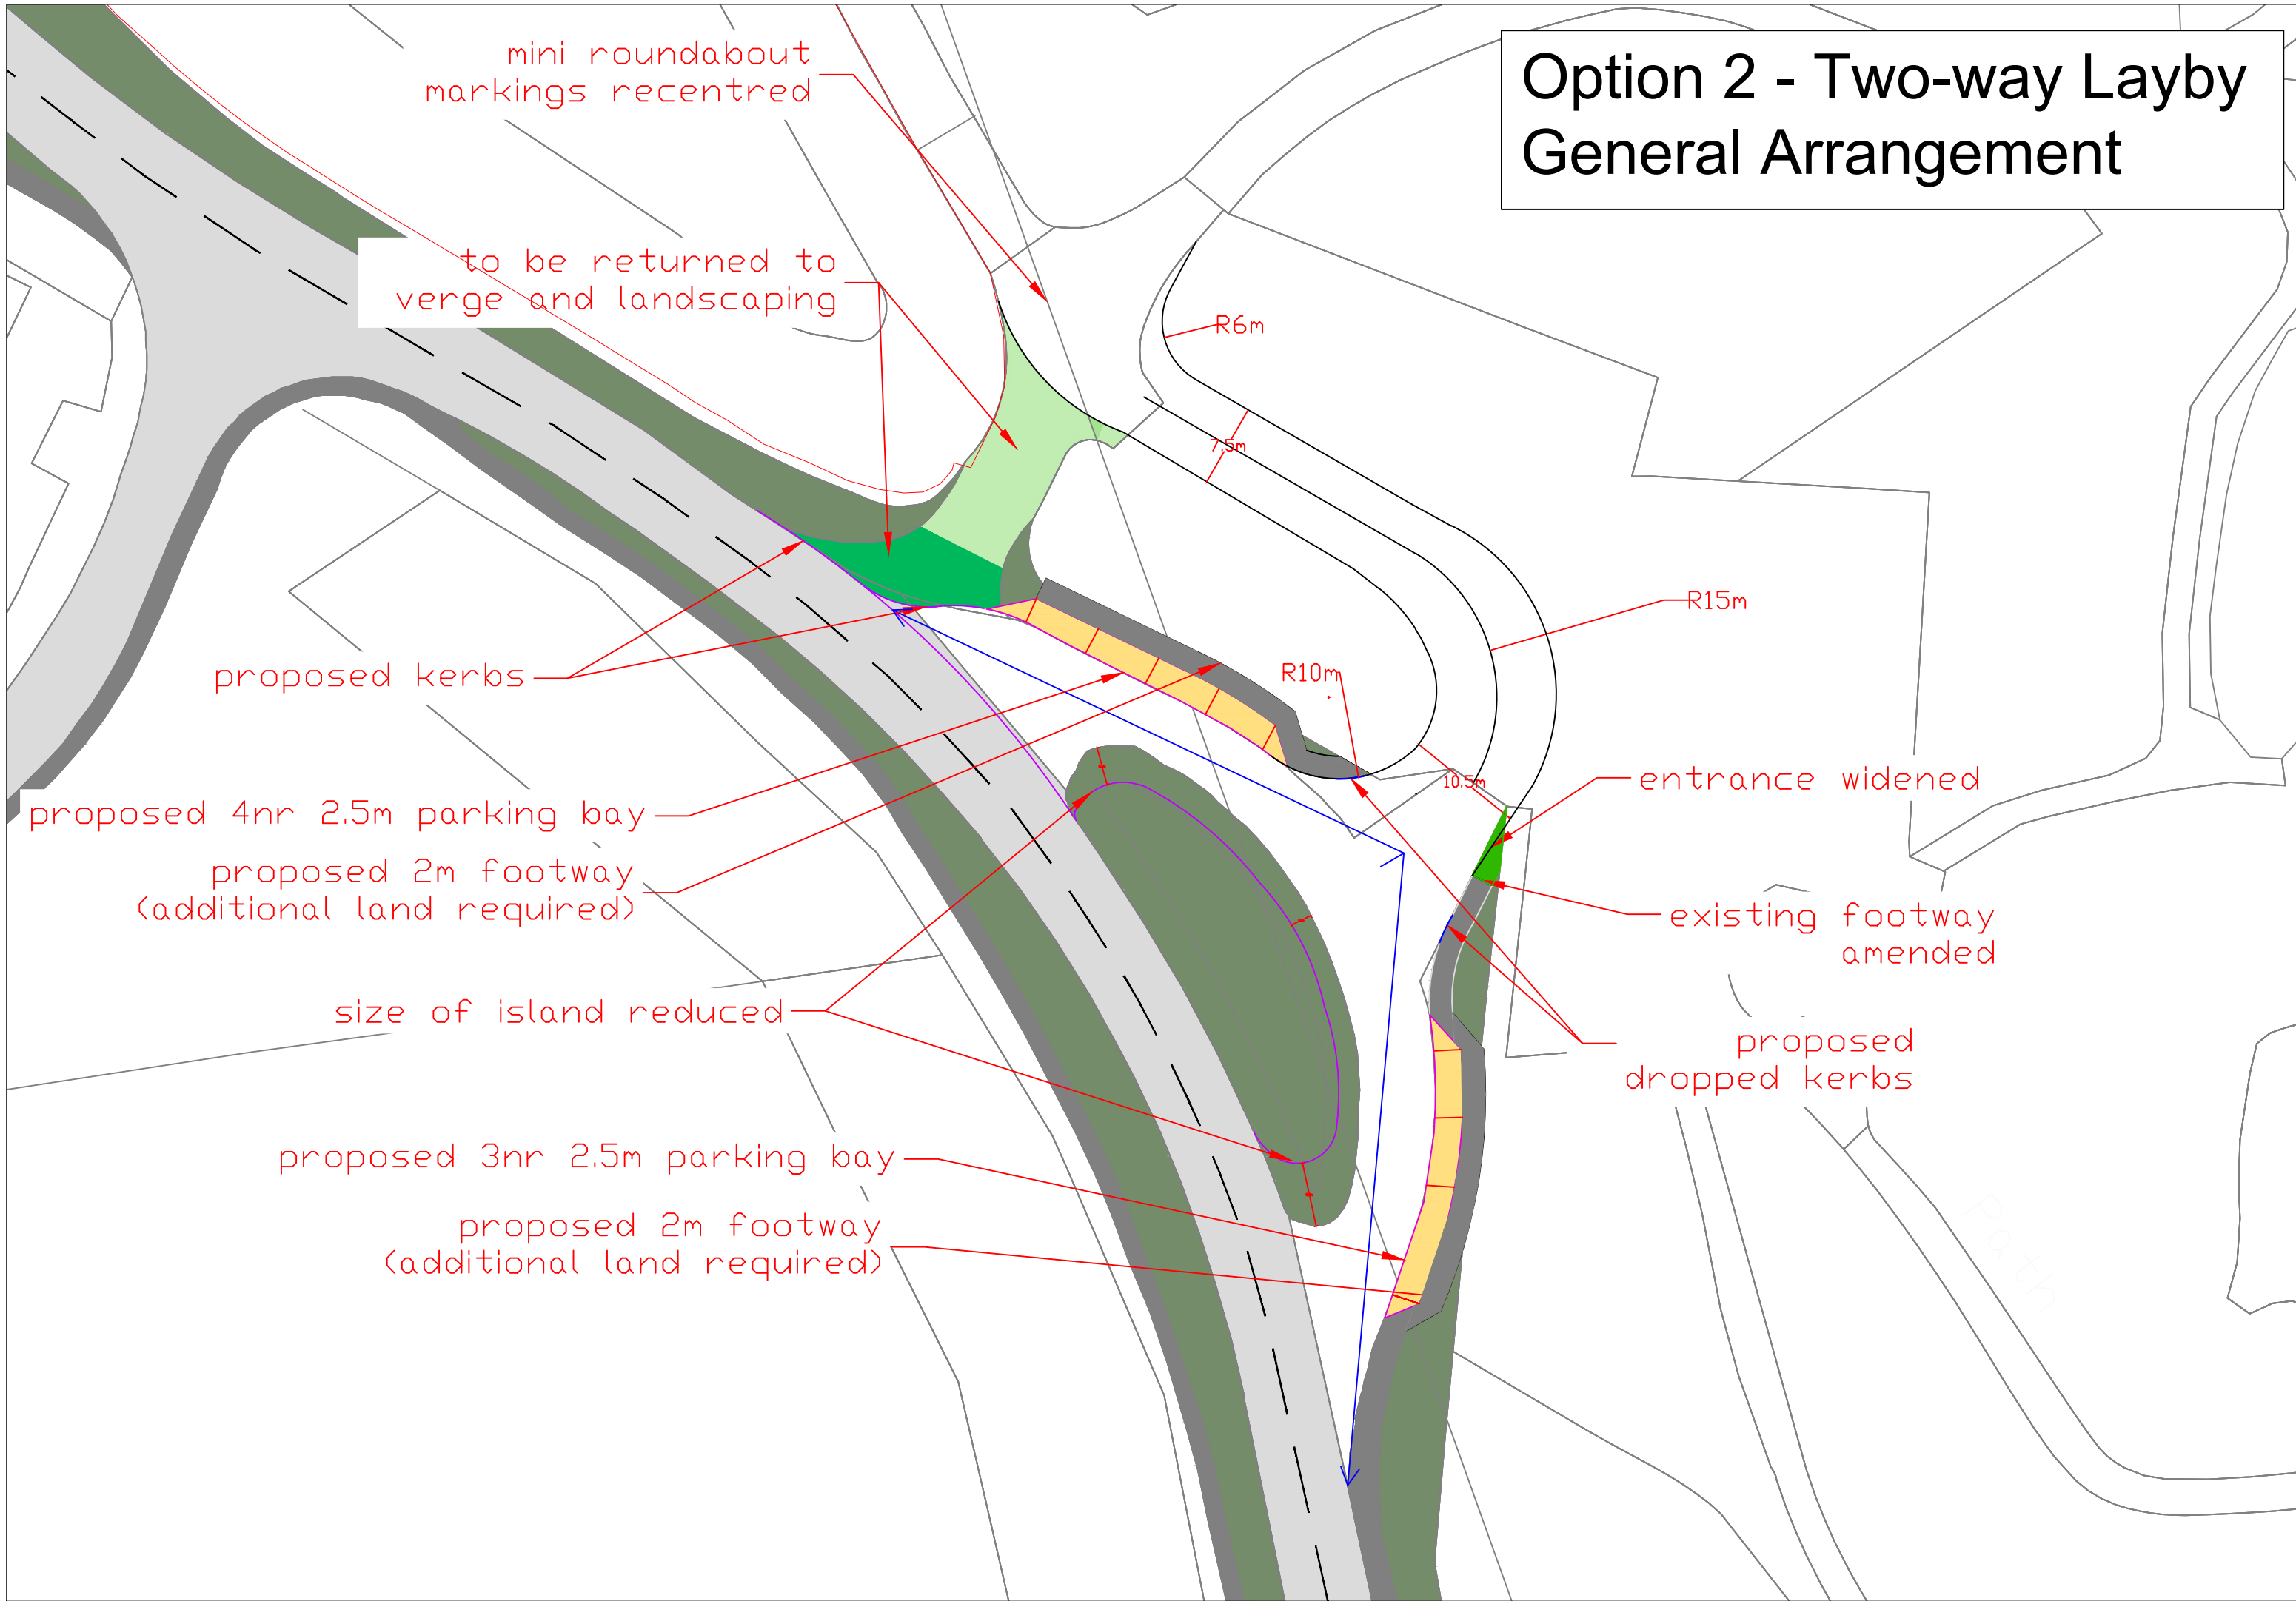 Option 2 - Two-way Layby
General Arrangement
mini roundabout
markings recentred
to be returned to
verge and landscaping
R6m
7.5m
R15m
proposed kerbs
R10m
10.5m
entrance widened
proposed 4nr 2.5m parking bay
proposed 2m footway
(additional land required)
existing footway
amended
size of island reduced
proposed
dropped kerbs
proposed 3nr 2.5m parking bay
proposed 2m footway
(additional land required)